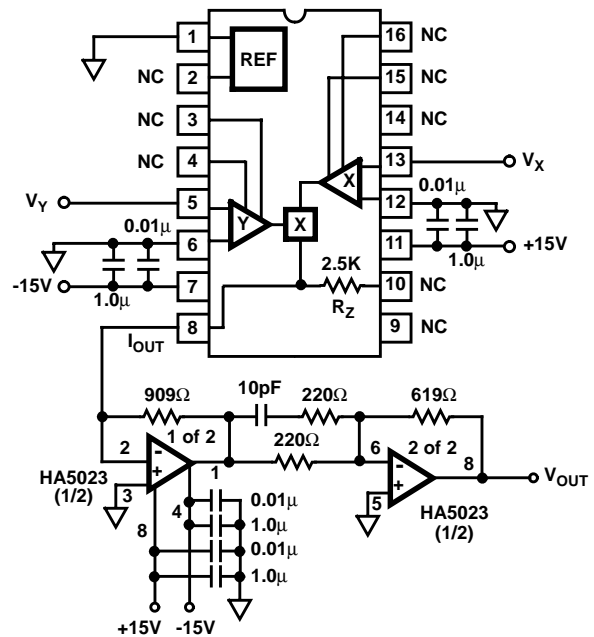 1
REF
16 NC
NC 2
15 NC
3
14 NC
NC
NC 4
X
13
V_X
V_Y
5
Y
X
12
0.01μ
0.01μ
6
11
+15V
-15V
7
1.0μ
2.5K
R_Z
10 NC
1.0μ
8
I_OUT
9 NC
909Ω
10pF
220Ω
619Ω
2
-
+
1 of 2
220Ω
6
-
+
2 of 2
8
V_OUT
HA5023
(1/2)
3
1
5
HA5023
(1/2)
8
4
0.01μ
1.0μ
0.01μ
1.0μ
+15V -15V